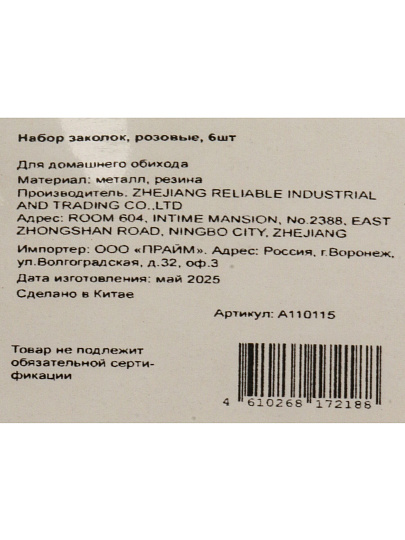 Набор заколок, розовые, 6шт
Для домашнего обихода
Материал: металл, резина
Производитель. ZHEJIANG RELIABLE INDUSTRIAL
AND TRADING CO.,LTD
Адрес: ROOM 604, INTIME MANSION, No.2388, EAST
ZHONGSHAN ROAD, NINGBO CITY, ZHEJIANG
Импортер: ООО «ПРАЙМ». Адрес: Россия, г.Воронеж,
ул.Волгоградская, д.32, оф.3
Дата изготовления: май 2025
Сделано в Китае
Артикул: A110115
Товар не подлежит
обязательной серти-
фикации
4 610268 172186